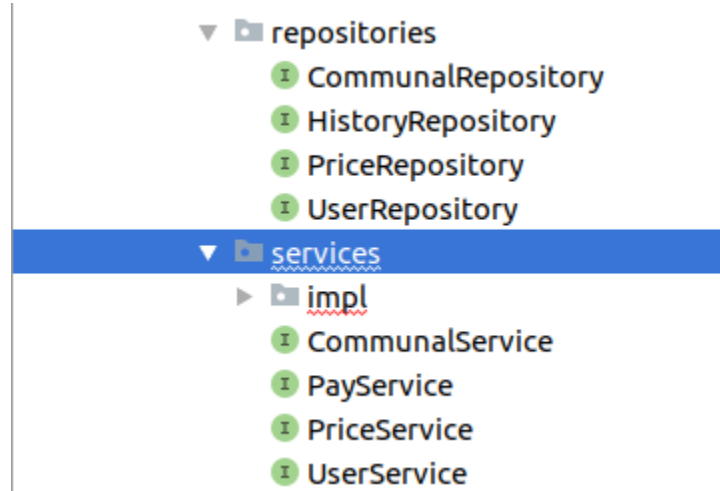 repositories
I CommunalRepository
I HistoryRepository
I PriceRepository
I UserRepository
services
impl
I CommunalService
I PayService
I PriceService
I UserService